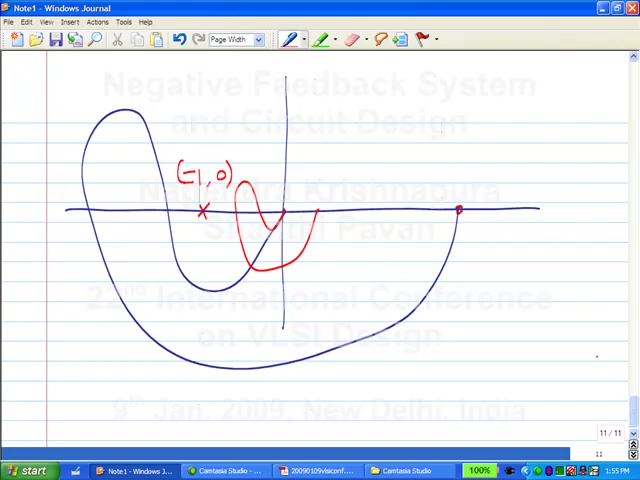 Note1 - Windows Journal
File Edit View Insert Actions Tools Help
Page Width
Negative Feedback System
and Circuit Design
(-1, 0)
Nagendra Krishnapura
Shanthi Pavan
22nd International Conference
on VLSI Design
9th Jan. 2009, New Delhi, India
11 / 11
11
start
Note1 - Windows J...
Camtasia Studio - ...
20090109vlsiconf....
Camtasia Studio
100%
1:55 PM